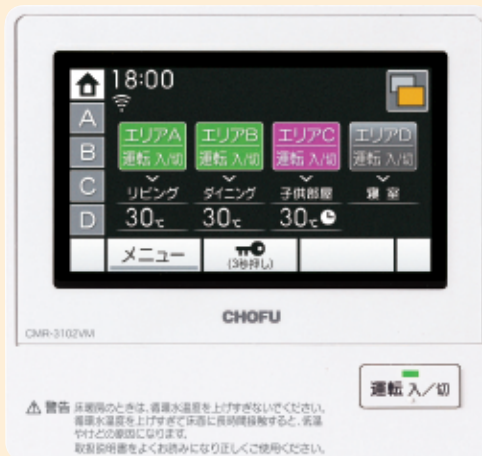 18:00
A
B
C
D
エリアA エリアB エリアC エリアD
運転 入/切 運転 入/切 運転 入/切 運転 入/切
リビング ダイニング 子供部屋 寝室
30℃ 30℃ 30℃
メニュー
(3秒押し)
CHOFU
CMR-3102VM
運転 入/切
警告 床暖房のときは、循環水温度を上げすぎないでください。
循環水温度を上げすぎて床面に長時間接触すると、低温
やけどの原因になります。
取扱説明書をよくお読みになり正しくご使用ください。